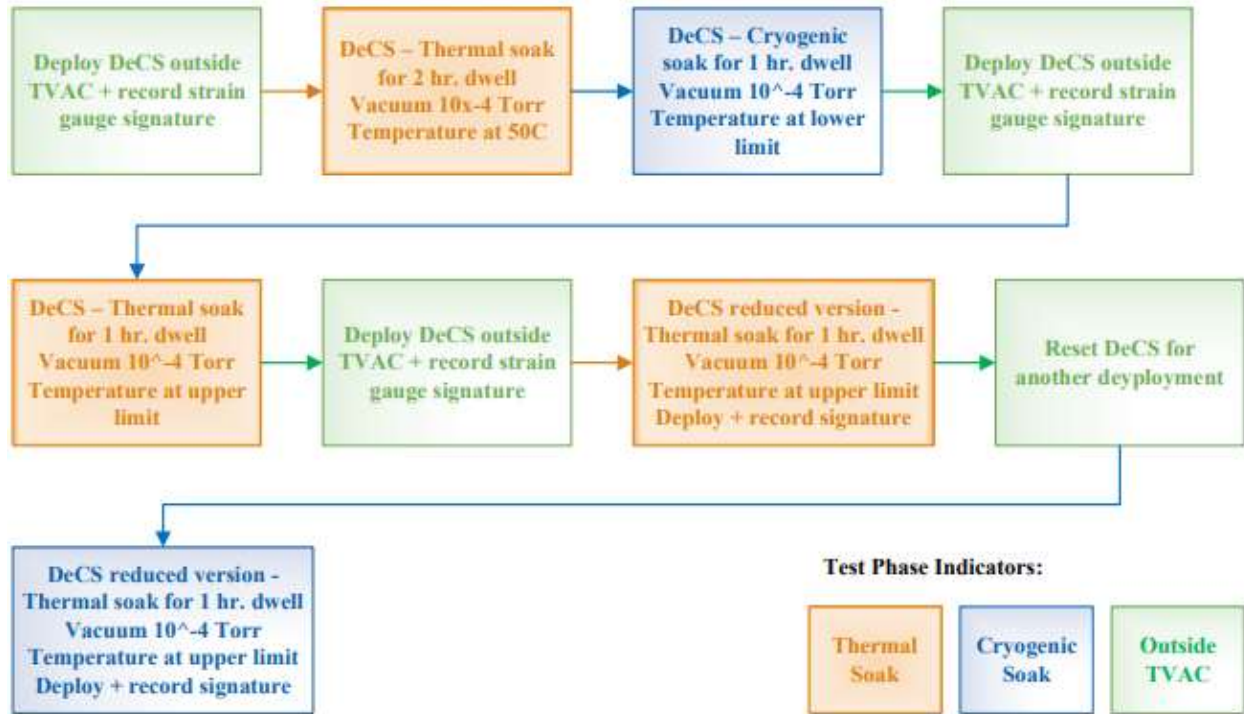 Deploy DeCS outside
TVAC + record strain
gauge signature
DeCS – Thermal soak
for 2 hr. dwell
Vacuum 10x-4 Torr
Temperature at 50C
DeCS – Cryogenic
soak for 1 hr. dwell
Vacuum 10^-4 Torr
Temperature at lower
limit
Deploy DeCS outside
TVAC + record strain
gauge signature
DeCS – Thermal soak
for 1 hr. dwell
Vacuum 10^-4 Torr
Temperature at upper
limit
Deploy DeCS outside
TVAC + record strain
gauge signature
DeCS reduced version -
Thermal soak for 1 hr. dwell
Vacuum 10^-4 Torr
Temperature at upper limit
Deploy + record signature
Reset DeCS for
another deyployment
DeCS reduced version -
Thermal soak for 1 hr. dwell
Vacuum 10^-4 Torr
Temperature at upper limit
Deploy + record signature
Test Phase Indicators:
Thermal
Soak
Cryogenic
Soak
Outside
TVAC